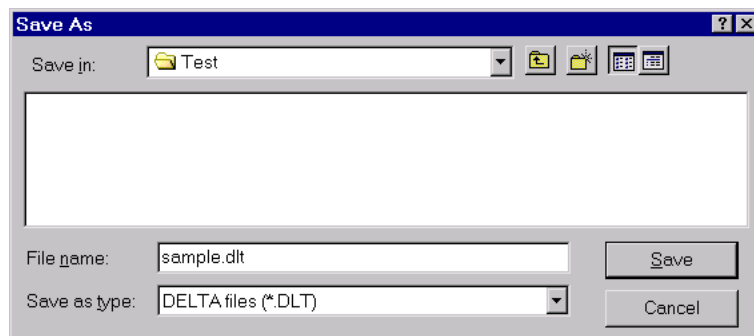 Save As
Save in:
Test
File name:
sample.dlt
Save
Save as type:
DELTA files (*.DLT)
Cancel